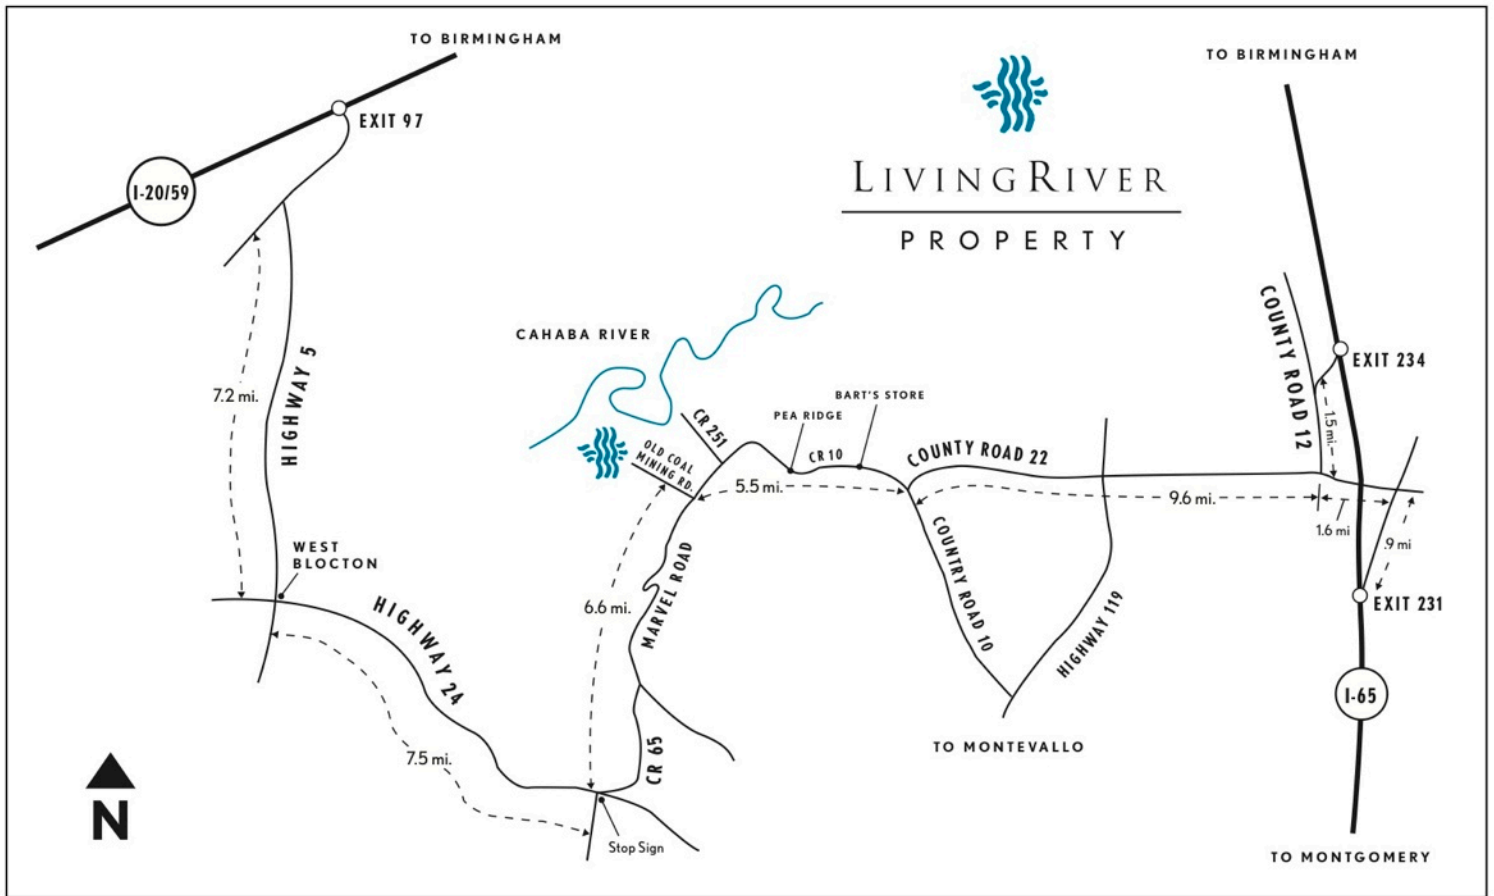 TO BIRMINGHAM
TO BIRMINGHAM
EXIT 97
I-20/59
LIVINGRIVER
PROPERTY
HIGHWAY 5
7.2 mi.
CAHABA RIVER
COUNTY ROAD 12
EXIT 234
1.5 mi.
BART'S STORE
PEA RIDGE
CR 251
OLD COAL
MINING RD.
CR 10
COUNTY ROAD 22
5.5 mi.
9.6 mi.
1.6 mi
.9 mi
WEST
BLOCTON
HIGHWAY 24
6.6 mi.
MARVEL ROAD
COUNTRY ROAD 10
HIGHWAY 119
EXIT 231
I-65
7.5 mi.
CR 65
TO MONTEVALLO
N
Stop Sign
TO MONTGOMERY